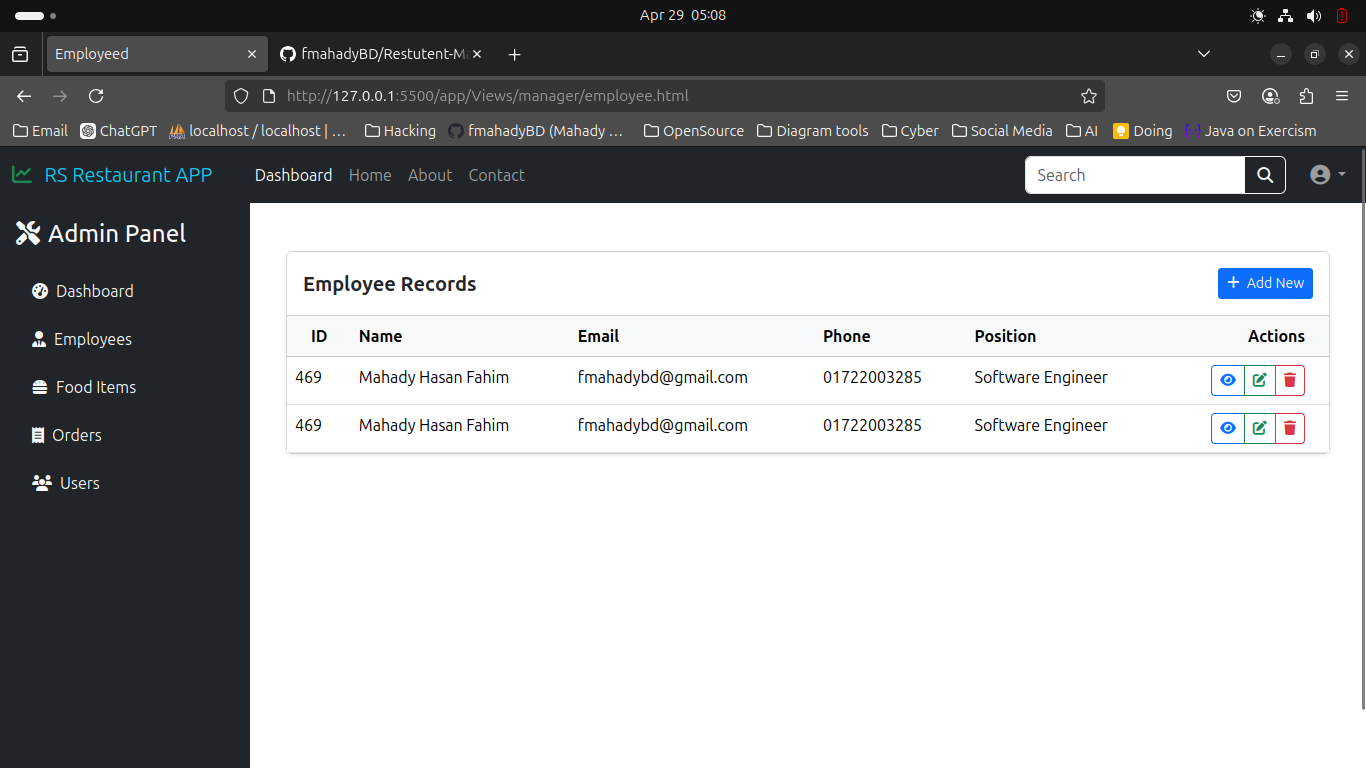 Apr 29 05:08
Employeed
fmahadyBD/Restutent-Ma
http://127.0.0.1:5500/app/Views/manager/employee.html
Email ChatGPT localhost / localhost | ... Hacking fmahadyBD (Mahady ... OpenSource Diagram tools Cyber Social Media AI Doing Java on Exercism
RS Restaurant APP Dashboard Home About Contact Search
Admin Panel
Dashboard
Employees
Food Items
Orders
Users
Employee Records Add New
ID Name Email Phone Position Actions
469 Mahady Hasan Fahim fmahadybd@gmail.com 01722003285 Software Engineer
469 Mahady Hasan Fahim fmahadybd@gmail.com 01722003285 Software Engineer